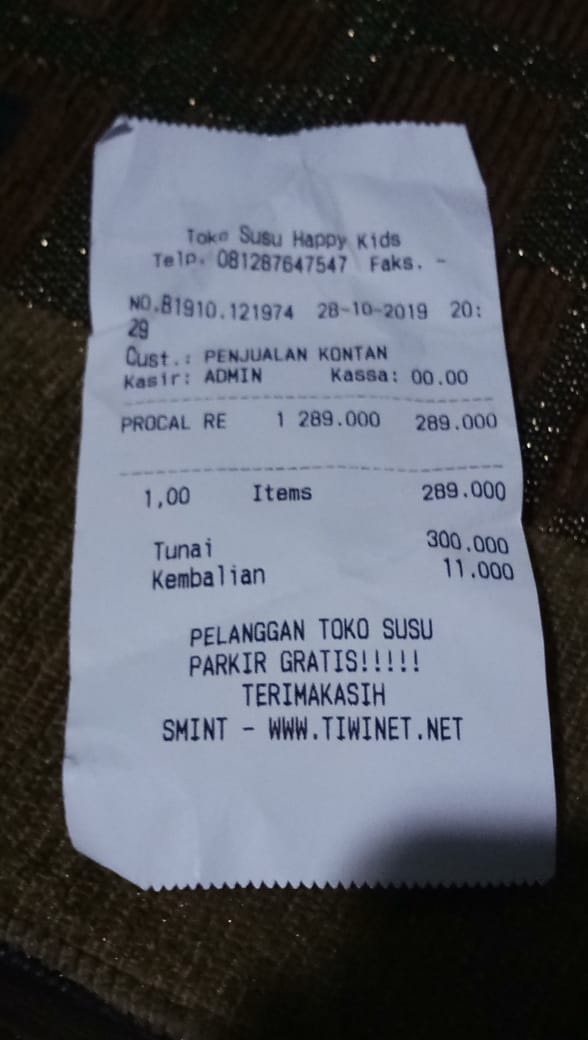 Toko Susu Happy Kids
Telp. 081287647547 Faks. -
NO.81910.121974 28-10-2019 20:
29
Cust.: PENJUALAN KONTAN
Kasir: ADMIN Kassa: 00.00
PROCAL RE 1 289.000 289.000
1,00 Items 289.000
Tunai 300.000
Kembalian 11.000
PELANGGAN TOKO SUSU
PARKIR GRATIS!!!!!
TERIMAKASIH
SMINT - WWW.TIWINET.NET